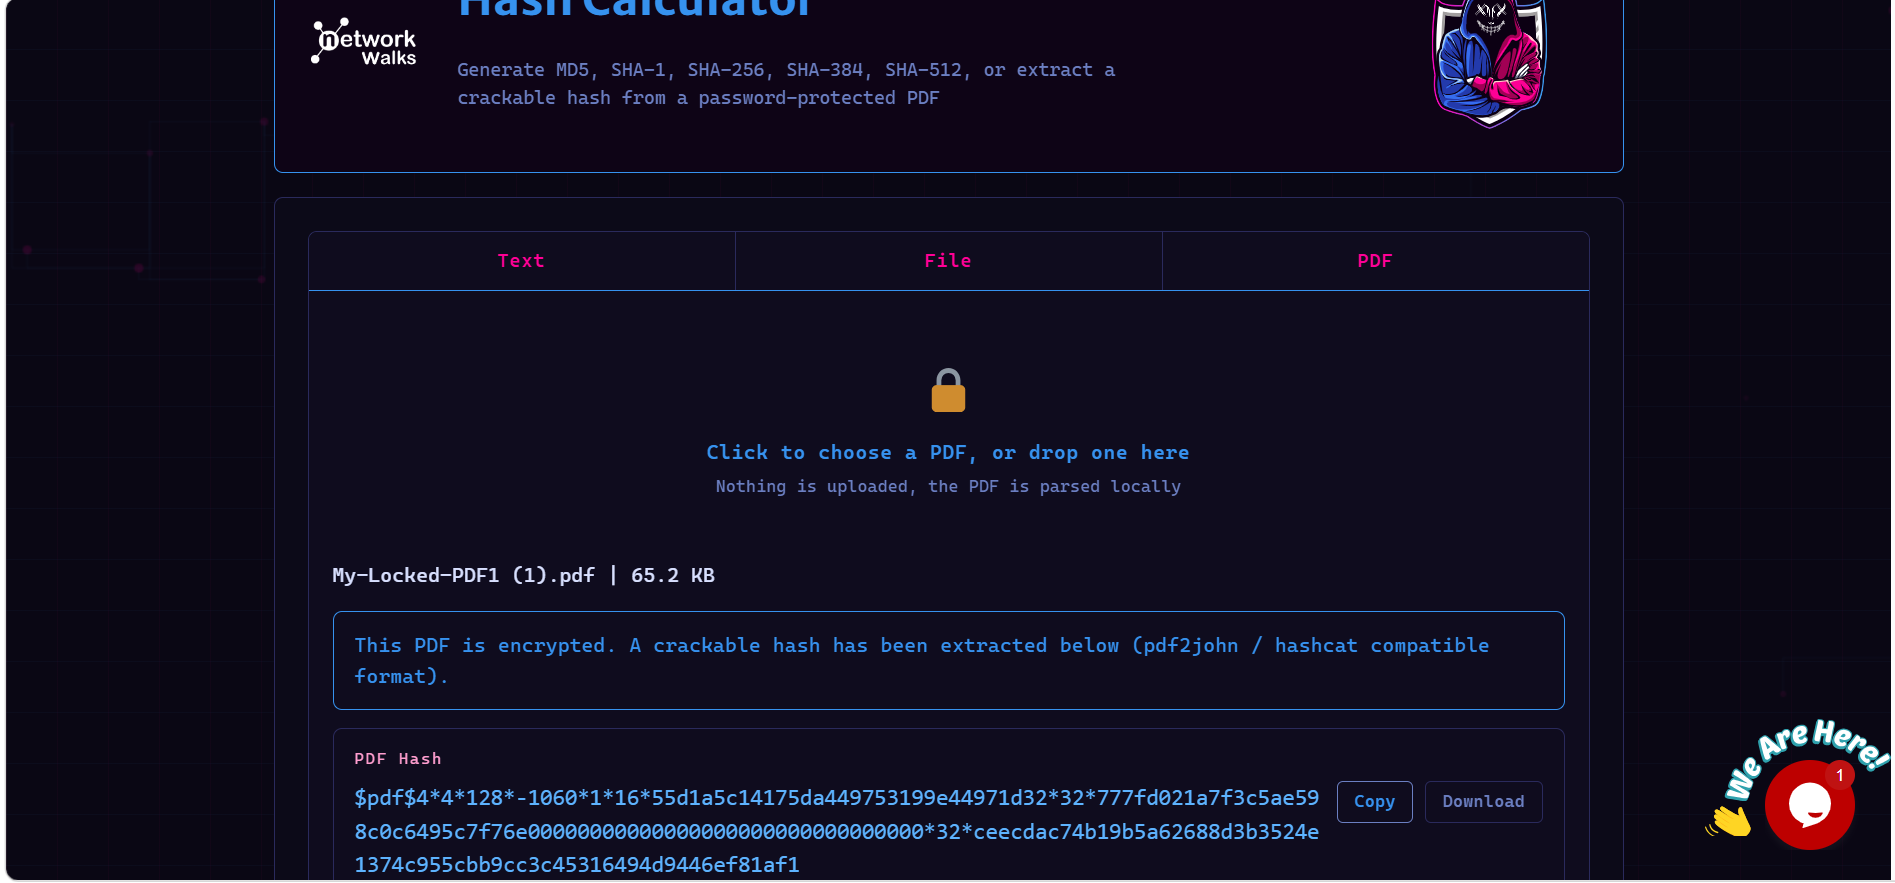 Hash Calculator
network
Walks
Generate MD5, SHA-1, SHA-256, SHA-384, SHA-512, or extract a
crackable hash from a password-protected PDF
Text
File
PDF
Click to choose a PDF, or drop one here
Nothing is uploaded, the PDF is parsed locally
My-Locked-PDF1 (1).pdf | 65.2 KB
This PDF is encrypted. A crackable hash has been extracted below (pdf2john / hashcat compatible
format).
PDF Hash
$pdf$4*4*128*-1060*1*16*55d1a5c14175da449753199e44971d32*32*777fd021a7f3c5ae59
8c0c6495c7f76e00000000000000000000000000000000*32*ceecdac74b19b5a62688d3b3524e
1374c955cbb9cc3c45316494d9446ef81af1
Copy
Download
We Are Here!
1